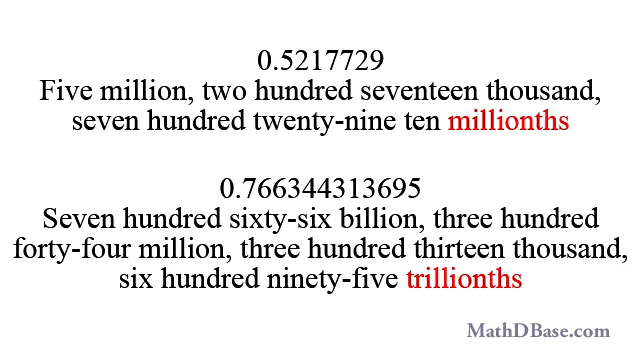 0.5217729
Five million, two hundred seventeen thousand,
seven hundred twenty-nine ten millionths
0.766344313695
Seven hundred sixty-six billion, three hundred
forty-four million, three hundred thirteen thousand,
six hundred ninety-five trillionths
MathDBase.com